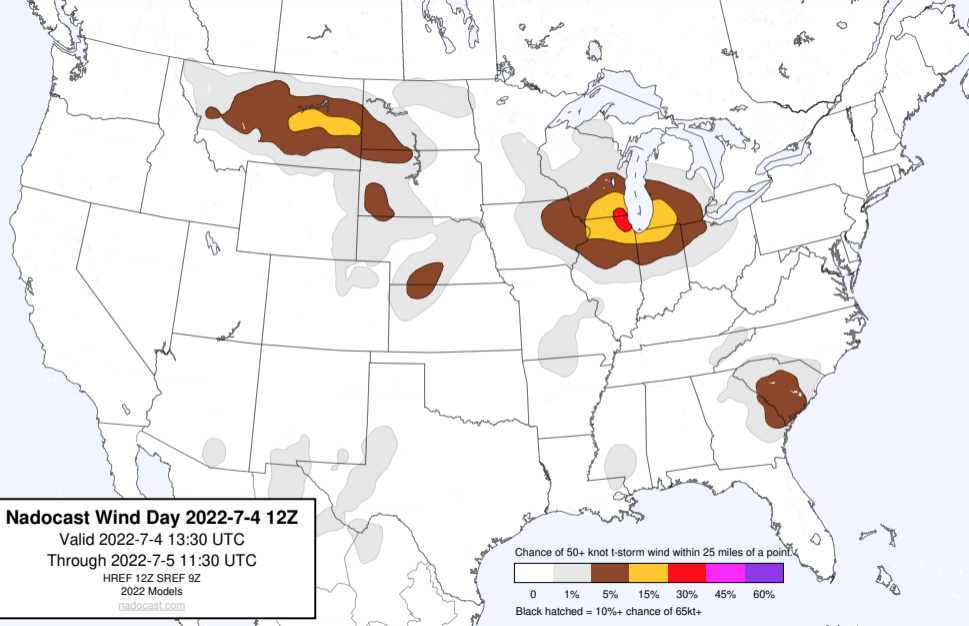 Nadocast Wind Day 2022-7-4 12Z
Valid 2022-7-4 13:30 UTC
Through 2022-7-5 11:30 UTC
HREF 12Z SREF 9Z
2022 Models
nadocast.com
Chance of 50+ knot t-storm wind within 25 miles of a point.
0 1% 5% 15% 30% 45% 60%
Black hatched = 10%+ chance of 65kt+